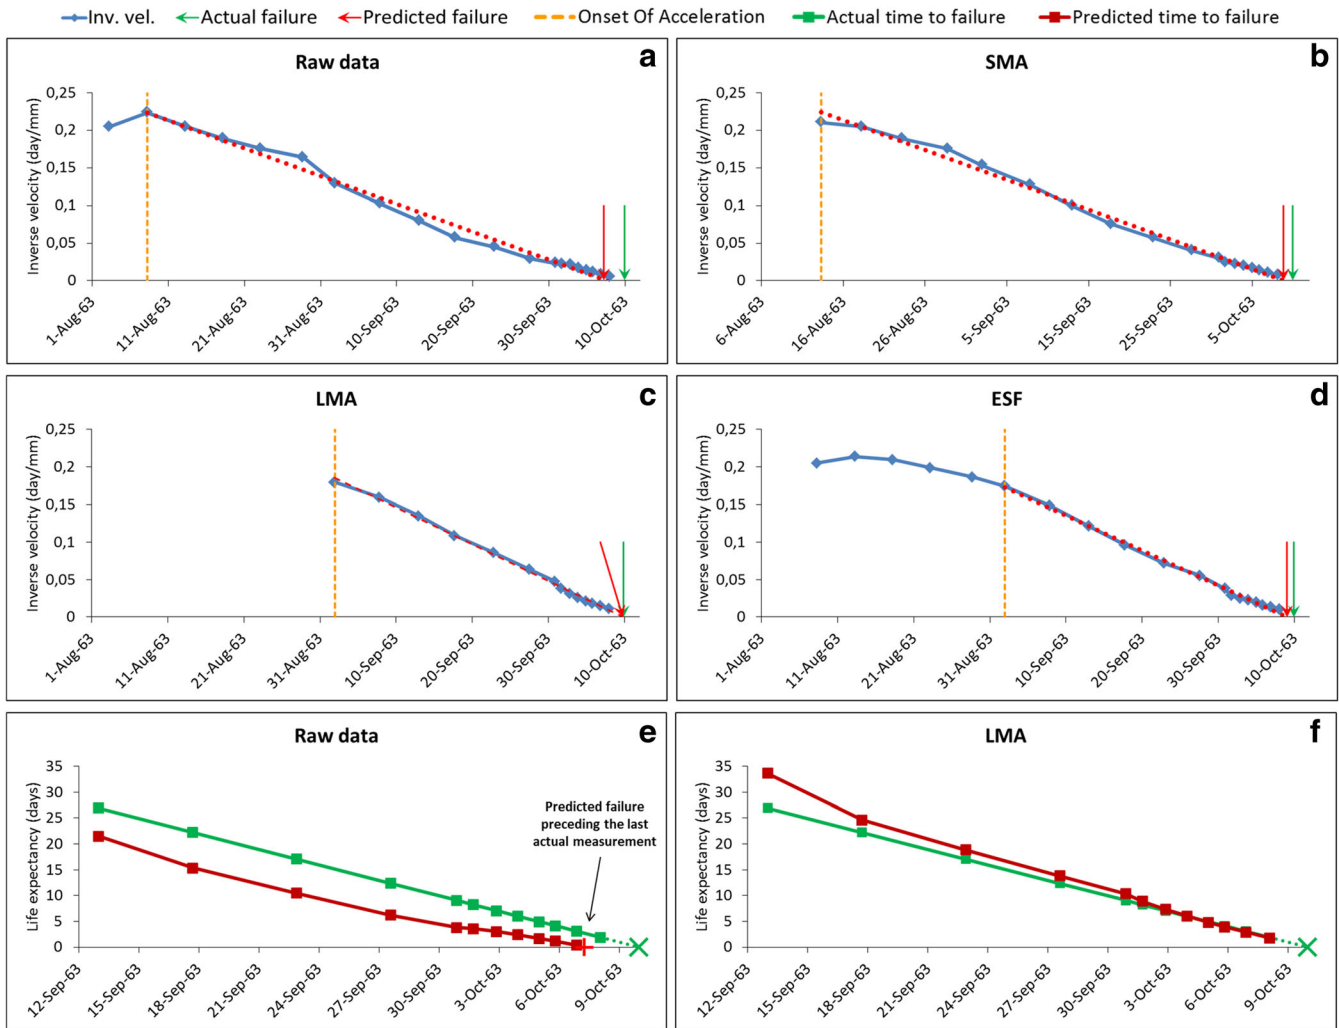 Inv. vel. Actual failure Predicted failure Onset Of Acceleration Actual time to failure Predicted time to failure
Raw data a
Inverse velocity (day/mm)
0,25
0,2
0,15
0,1
0,05
0
1-Aug-63 11-Aug-63 21-Aug-63 31-Aug-63 10-Sep-63 20-Sep-63 30-Sep-63 10-Oct-63
SMA b
Inverse velocity (day/mm)
0,25
0,2
0,15
0,1
0,05
0
6-Aug-63 16-Aug-63 26-Aug-63 5-Sep-63 15-Sep-63 25-Sep-63 5-Oct-63
LMA c
Inverse velocity (day/mm)
0,25
0,2
0,15
0,1
0,05
0
1-Aug-63 11-Aug-63 21-Aug-63 31-Aug-63 10-Sep-63 20-Sep-63 30-Sep-63 10-Oct-63
ESF d
Inverse velocity (day/mm)
0,25
0,2
0,15
0,1
0,05
0
1-Aug-63 11-Aug-63 21-Aug-63 31-Aug-63 10-Sep-63 20-Sep-63 30-Sep-63 10-Oct-63
Raw data e
Life expectancy (days)
35
30
25
20
15
10
5
0
Predicted failure
preceding the last
actual measurement
12-Sep-63 15-Sep-63 18-Sep-63 21-Sep-63 24-Sep-63 27-Sep-63 30-Sep-63 3-Oct-63 6-Oct-63 9-Oct-63
LMA f
Life expectancy (days)
35
30
25
20
15
10
5
0
12-Sep-63 15-Sep-63 18-Sep-63 21-Sep-63 24-Sep-63 27-Sep-63 30-Sep-63 3-Oct-63 6-Oct-63 9-Oct-63